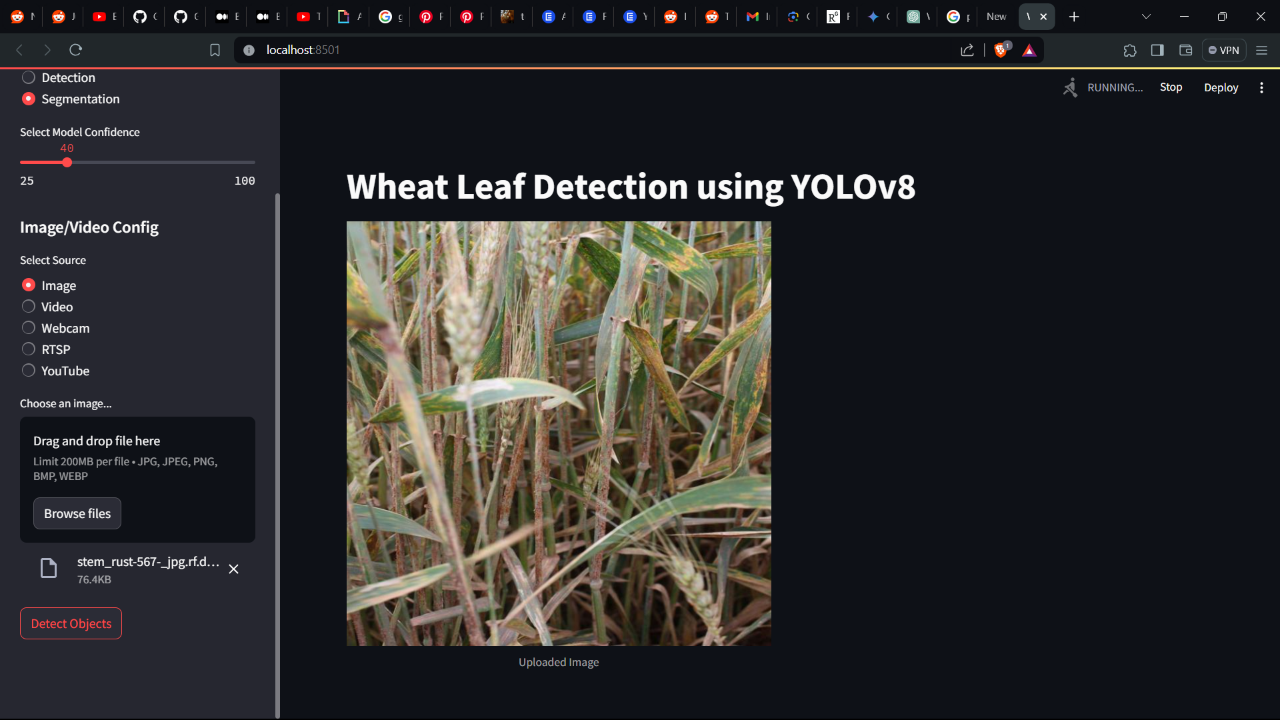 localhost:8501
VPN
New
Detection
Segmentation
Select Model Confidence
40
25
100
Image/Video Config
Select Source
Image
Video
Webcam
RTSP
YouTube
Choose an image...
Drag and drop file here
Limit 200MB per file • JPG, JPEG, PNG,
BMP, WEBP
Browse files
stem_rust-567-_jpg.rf.d...
76.4KB
Detect Objects
RUNNING...
Stop
Deploy
Wheat Leaf Detection using YOLOv8
Uploaded Image